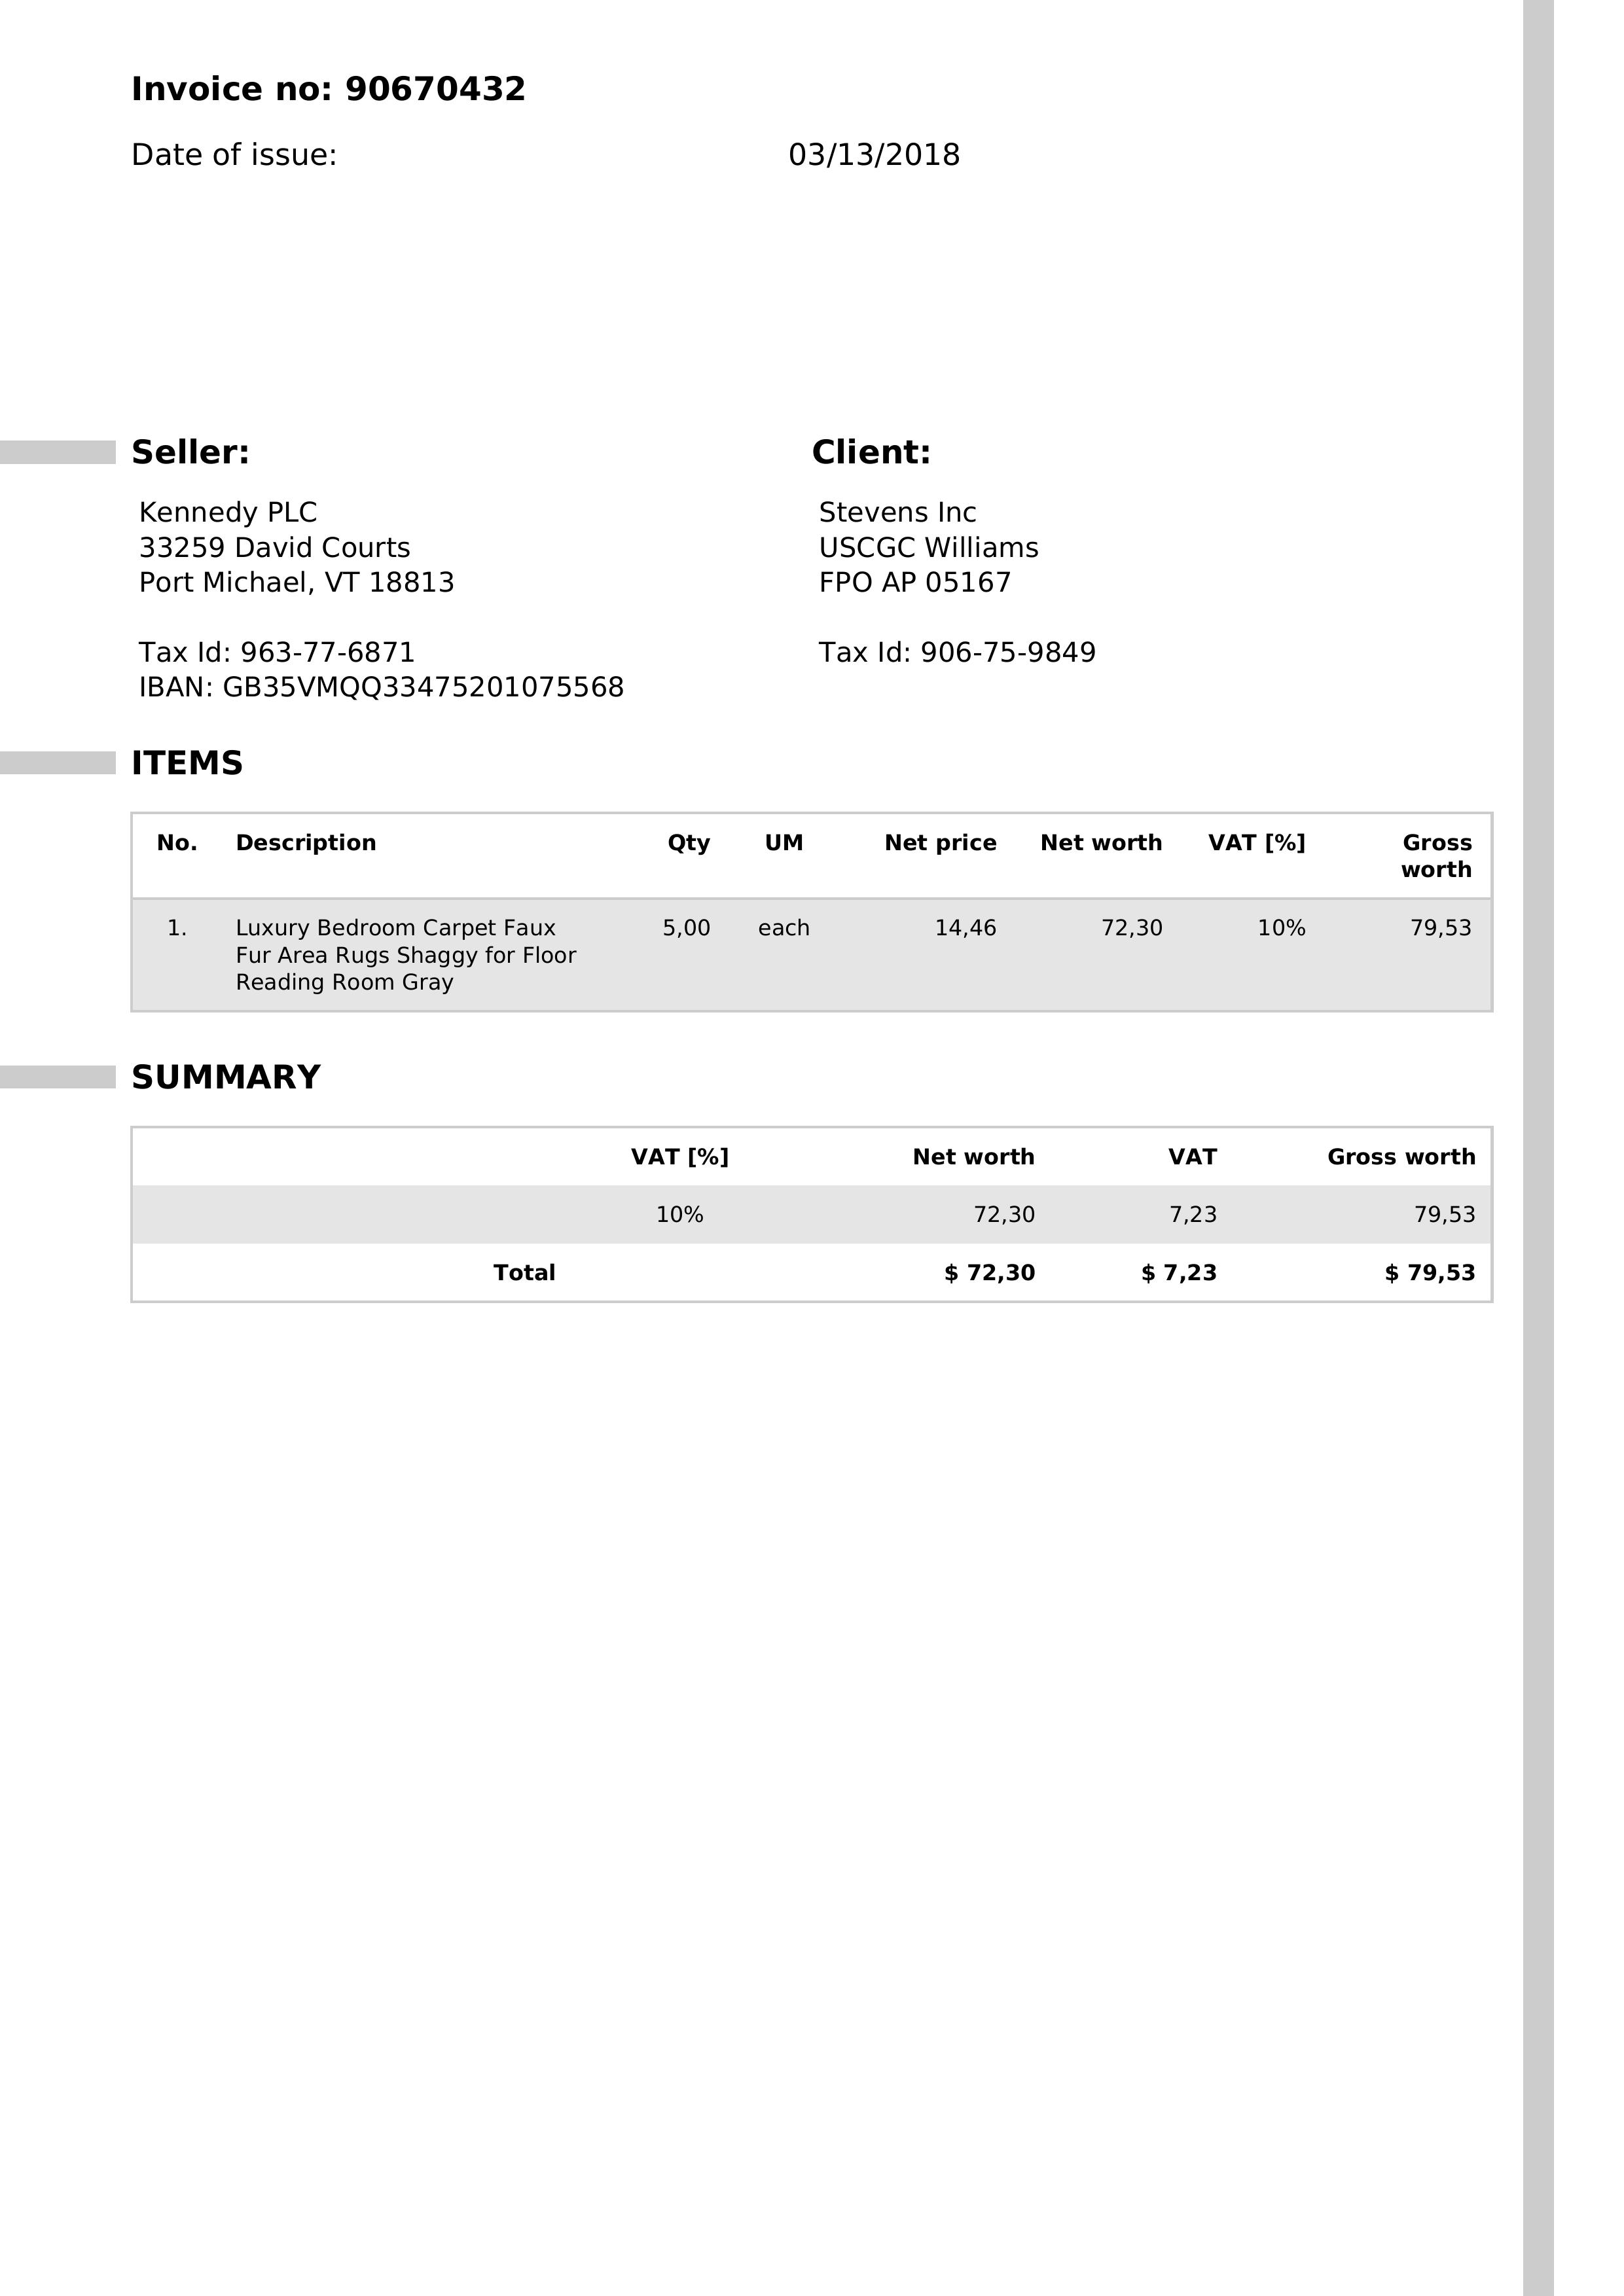 Invoice no: 90670432
Date of issue: 03/13/2018
Seller:
Kennedy PLC
33259 David Courts
Port Michael, VT 18813
Tax Id: 963-77-6871
IBAN: GB35VMQQ33475201075568
Client:
Stevens Inc
USCGC Williams
FPO AP 05167
Tax Id: 906-75-9849
ITEMS
No. Description Qty UM Net price Net worth VAT [%] Gross
worth
1. Luxury Bedroom Carpet Faux 5,00 each 14,46 72,30 10% 79,53
Fur Area Rugs Shaggy for Floor
Reading Room Gray
SUMMARY
VAT [%] Net worth VAT Gross worth
10% 72,30 7,23 79,53
Total $ 72,30 $ 7,23 $ 79,53